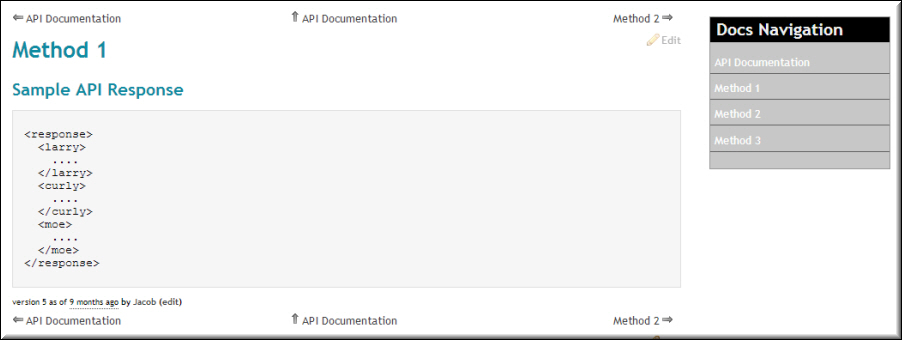 ⇐ API Documentation ⇑ API Documentation Method 2 ⇒
Edit
Method 1
Sample API Response
<response>
  <larry>
    ....
  </larry>
  <curly>
    ....
  </curly>
  <moe>
    ....
  </moe>
</response>
version 5 as of 9 months ago by Jacob (edit)
⇐ API Documentation ⇑ API Documentation Method 2 ⇒
Docs Navigation
API Documentation
Method 1
Method 2
Method 3